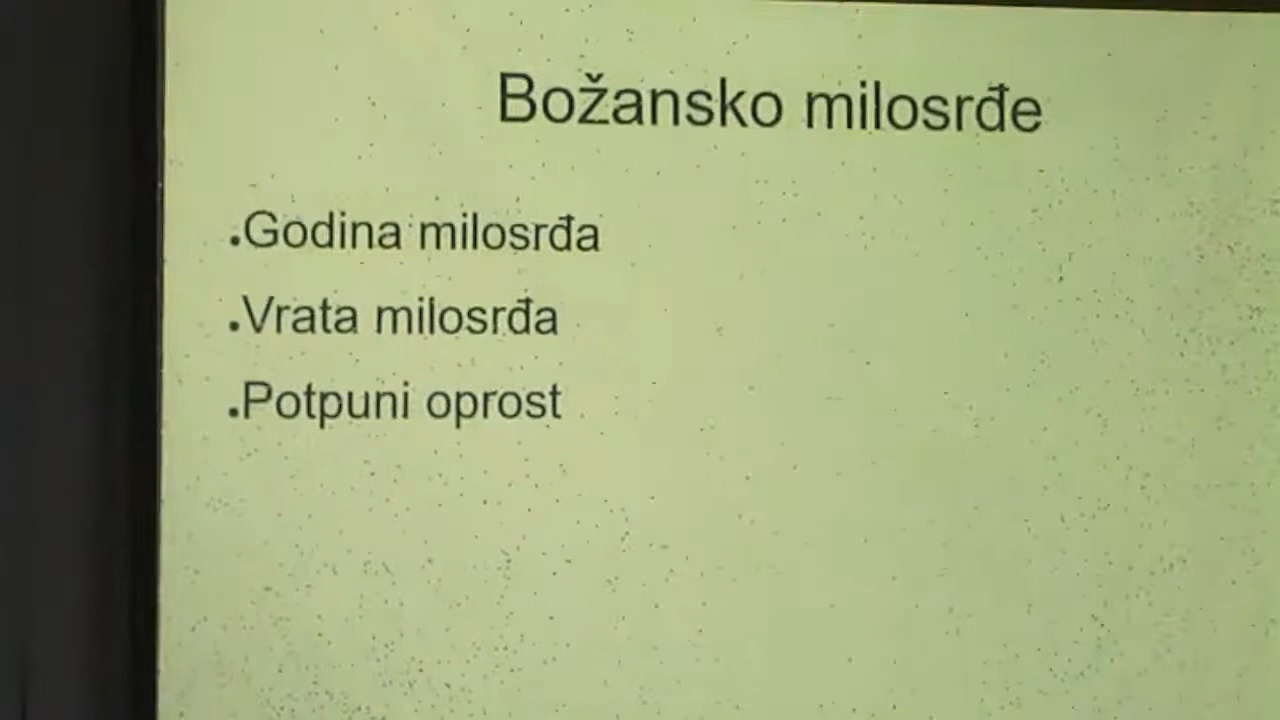 Božansko milosrđe
.Godina milosrđa
.Vrata milosrđa
.Potpuni oprost